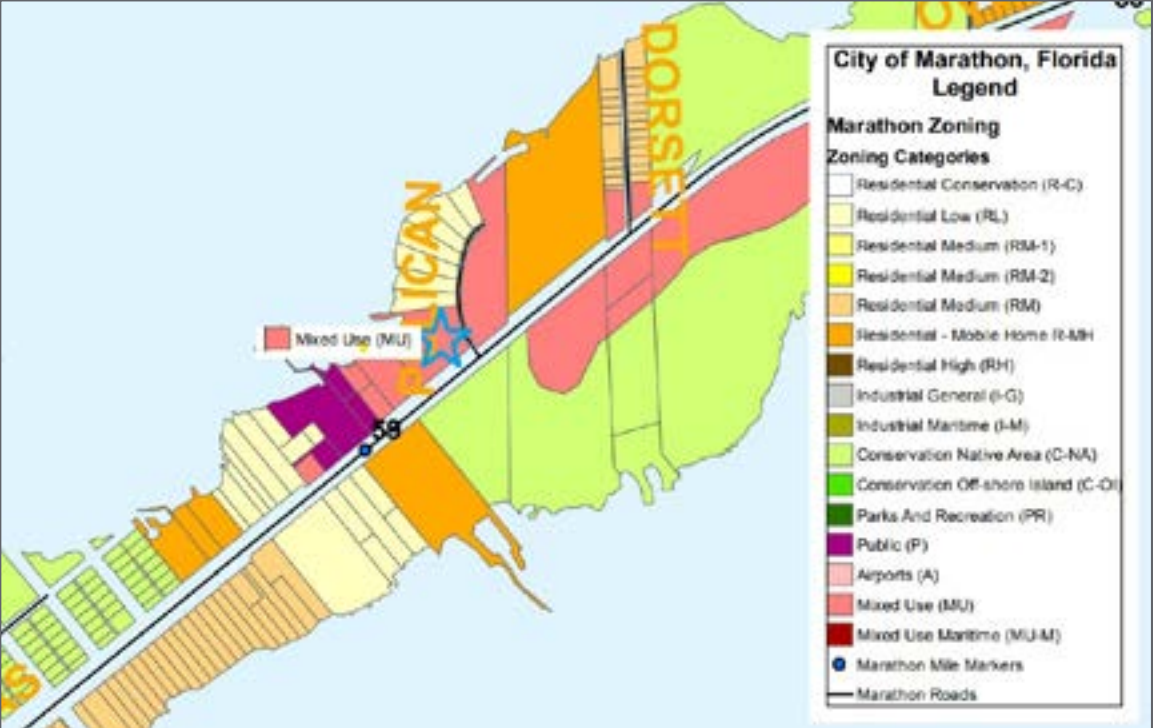 DORSETT
City of Marathon, Florida
Legend
Marathon Zoning
Zoning Categories
Residential Conservation (R-C)
Residential Low (RL)
Residential Medium (RM-1)
Residential Medium (RM-2)
Residential Medium (RM)
Residential - Mobile Home R-MH
Residential High (RH)
Industrial General (I-G)
Industrial Maritime (I-M)
Conservation Native Area (C-NA)
Conservation Off-shore Island (C-OI)
Parks And Recreation (PR)
Public (P)
Airports (A)
Mixed Use (MU)
Mixed Use Maritime (MU-M)
Marathon Mile Markers
Marathon Roads
Mixed Use (MU)
58